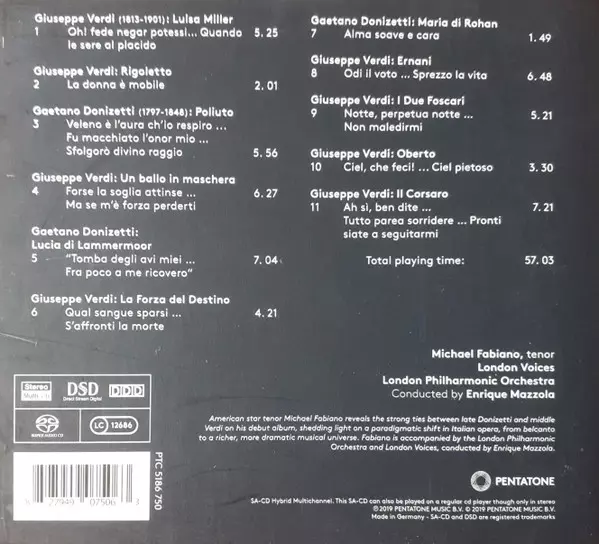 Giuseppe Verdi (1813-1901): Luisa Miller
1 Oh! fede negar potessi... Quando 5.25
le sere al placido
Giuseppe Verdi: Rigoletto
2 La donna è mobile 2.01
Gaetano Donizetti (1797-1848): Poliuto
3 Veleno è l'aura ch'io respiro ...
Fu macchiato l'onor mio ...
Sfolgorò divino raggio 5.56
Giuseppe Verdi: Un ballo in maschera
4 Forse la soglia attinse ... 6.27
Ma se m'è forza perderti
Gaetano Donizetti:
Lucia di Lammermoor
5 "Tomba degli avi miei ... 7.04
Fra poco a me ricovero"
Giuseppe Verdi: La Forza del Destino
6 Qual sangue sparsi ... 4.21
S'affronti la morte
Gaetano Donizetti: Maria di Rohan
7 Alma soave e cara 1.49
Giuseppe Verdi: Ernani
8 Odi il voto ... Sprezzo la vita 6.48
Giuseppe Verdi: I Due Foscari
9 Notte, perpetua notte ... 5.21
Non maledirmi
Giuseppe Verdi: Oberto
10 Ciel, che feci! ... Ciel pietoso 3.30
Giuseppe Verdi: Il Corsaro
11 Ah sì, ben dite ... 7.21
Tutto parea sorridere ... Pronti
siate a seguitarmi
Total playing time: 57.03
Michael Fabiano, tenor
London Voices
London Philharmonic Orchestra
Conducted by Enrique Mazzola
Stereo
Multi-ch
DSD
Direct Stream Digital
DDD
SUPER AUDIO CD
LC 12686
American star tenor Michael Fabiano reveals the strong ties between late Donizetti and middle
Verdi on his debut album, shedding light on a paradigmatic shift in Italian opera, from belcanto
to a richer, more dramatic musical universe. Fabiano is accompanied by the London Philharmonic
Orchestra and London Voices, conducted by Enrique Mazzola.
27949 07506 3
PTC 5186 750
PENTATONE
SA-CD Hybrid Multichannel. This SA-CD can also be played on a regular cd player though only in stereo
℗ 2019 PENTATONE MUSIC B.V. © 2019 PENTATONE MUSIC B.V.
Made in Germany - SA-CD and DSD are registered trademarks